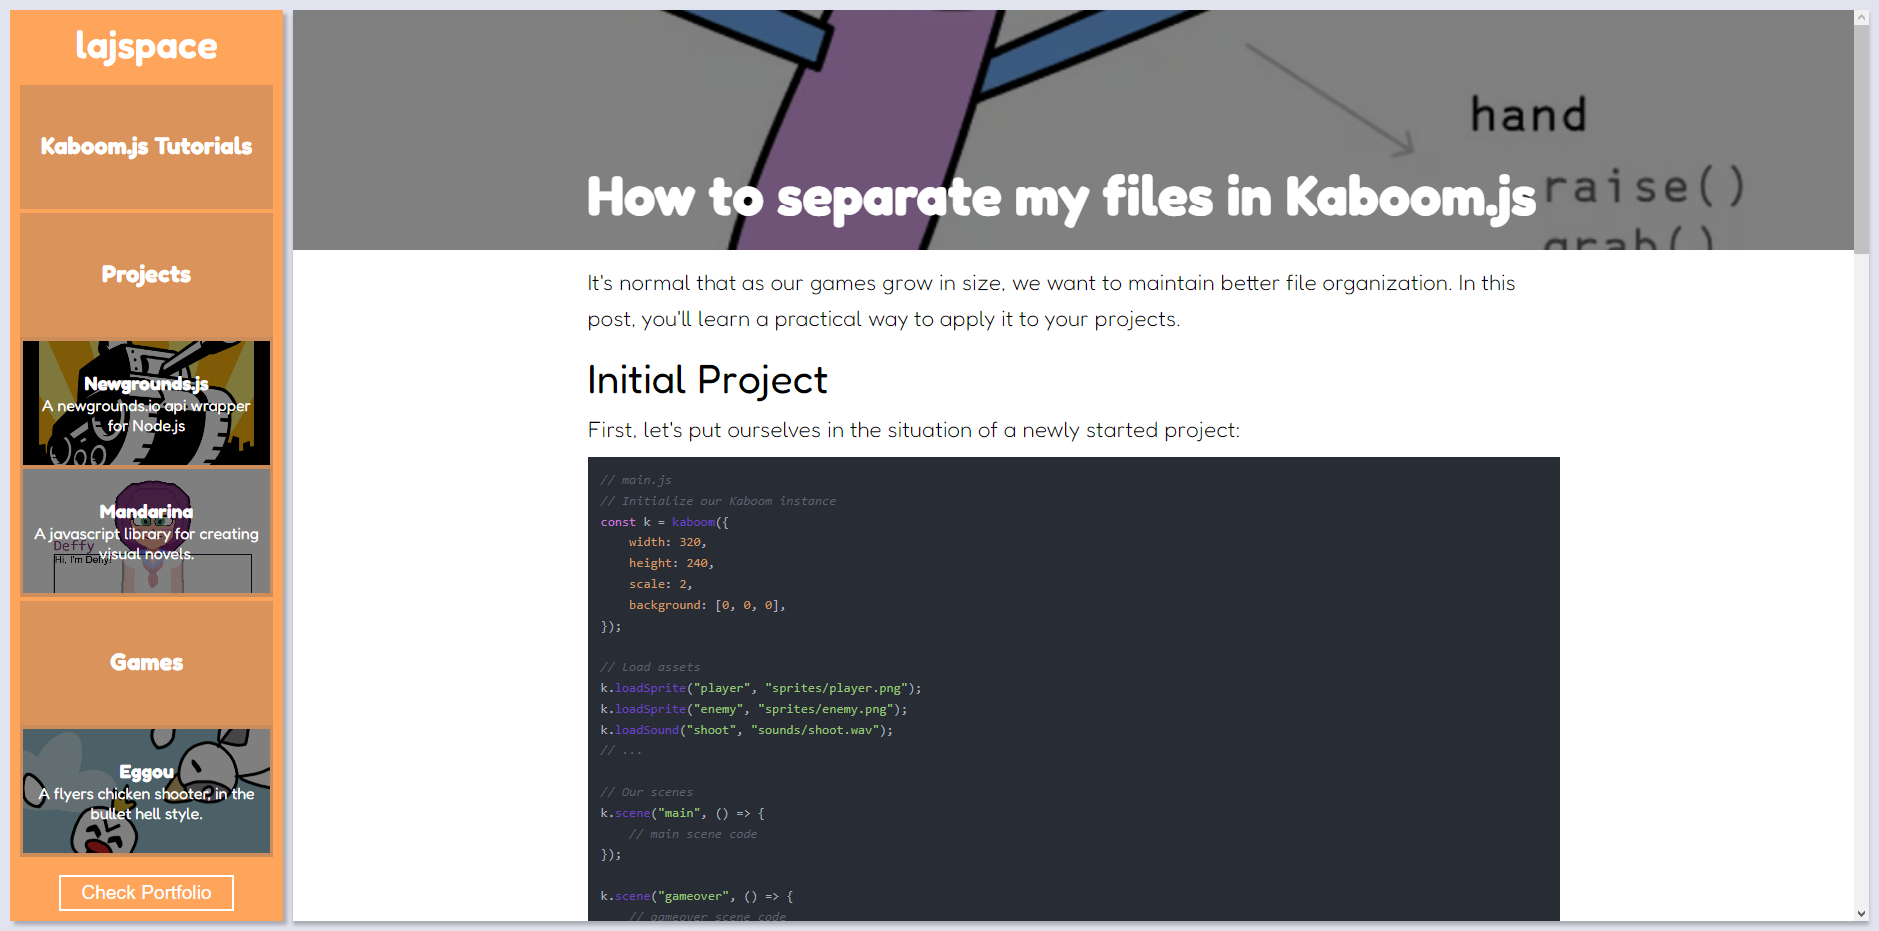 lajspace
Kaboom.js Tutorials
Projects
Newgrounds.js
A newgrounds.io api wrapper
for Node.js
Mandarina
A javascript library for creating
visual novels.
Deffy
Hi, I'm Deffy!
Games
Eggou
A flyers chicken shooter, in the
bullet hell style.
Check Portfolio
hand
raise()
grab()
How to separate my files in Kaboom.js
It's normal that as our games grow in size, we want to maintain better file organization. In this
post, you'll learn a practical way to apply it to your projects.
Initial Project
First, let's put ourselves in the situation of a newly started project:
// main.js
// Initialize our Kaboom instance
const k = kaboom({
    width: 320,
    height: 240,
    scale: 2,
    background: [0, 0, 0],
});
// Load assets
k.loadSprite("player", "sprites/player.png");
k.loadSprite("enemy", "sprites/enemy.png");
k.loadSound("shoot", "sounds/shoot.wav");
// ...
// Our scenes
k.scene("main", () => {
    // main scene code
});
k.scene("gameover", () => {
    // gameover scene code